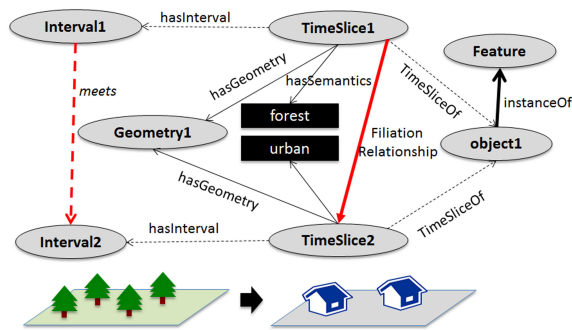 Interval1
hasInterval
TimeSlice1
Feature
meets
hasGeometry
hasSemantics
TimeSliceOf
instanceOf
forest
Geometry1
urban
Filiation
Relationship
object1
hasGeometry
TimeSliceOf
hasInterval
Interval2
TimeSlice2